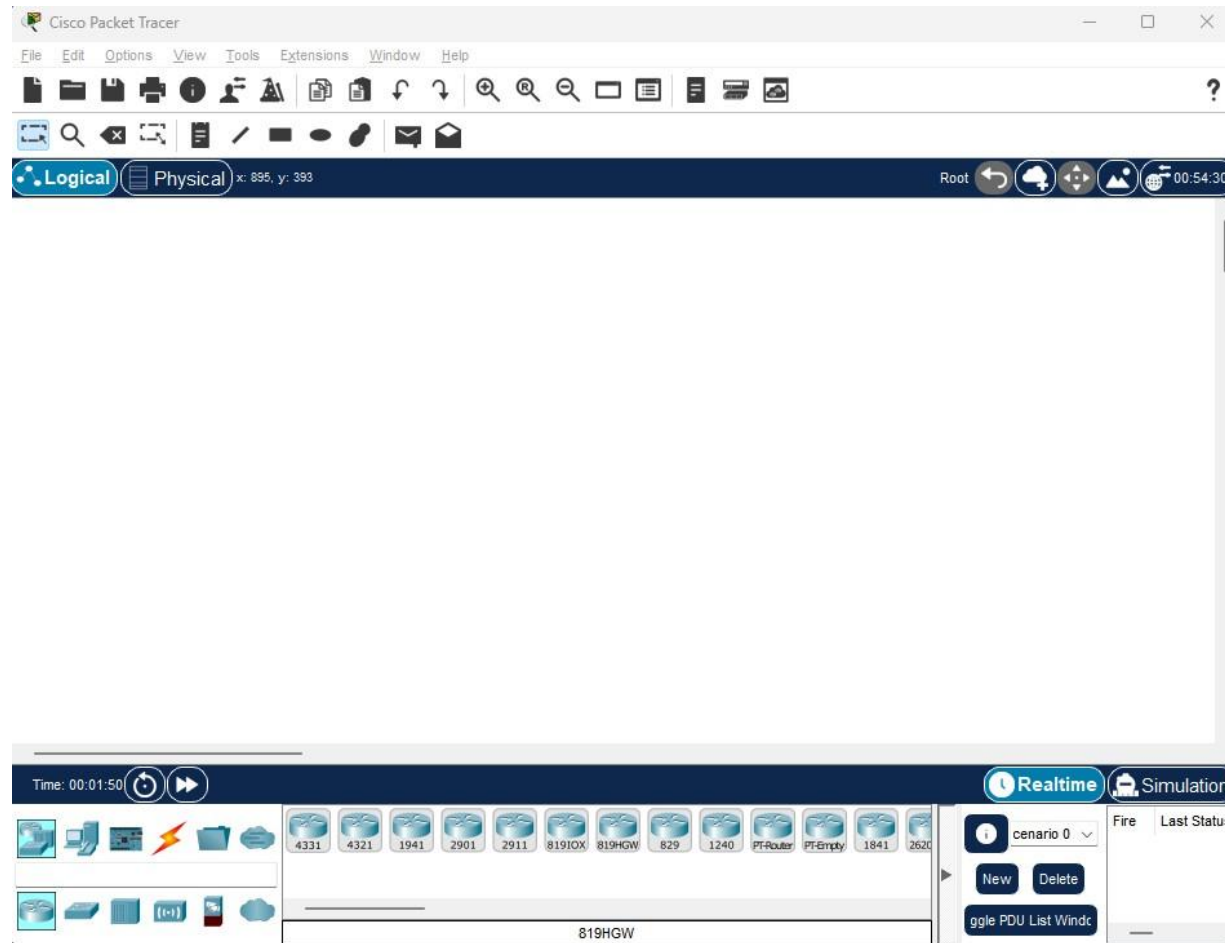 Cisco Packet Tracer
File Edit Options View Tools Extensions Window Help
?
Logical Physical x: 895, y: 393 Root 00:54:30
Time: 00:01:50 Realtime Simulation
4331 4321 1941 2901 2911 819IOX 819HGW 829 1240 PT-Router PT-Empty 1841 2620
cenario 0 Fire Last Statu
New Delete
ggle PDU List Windo
819HGW